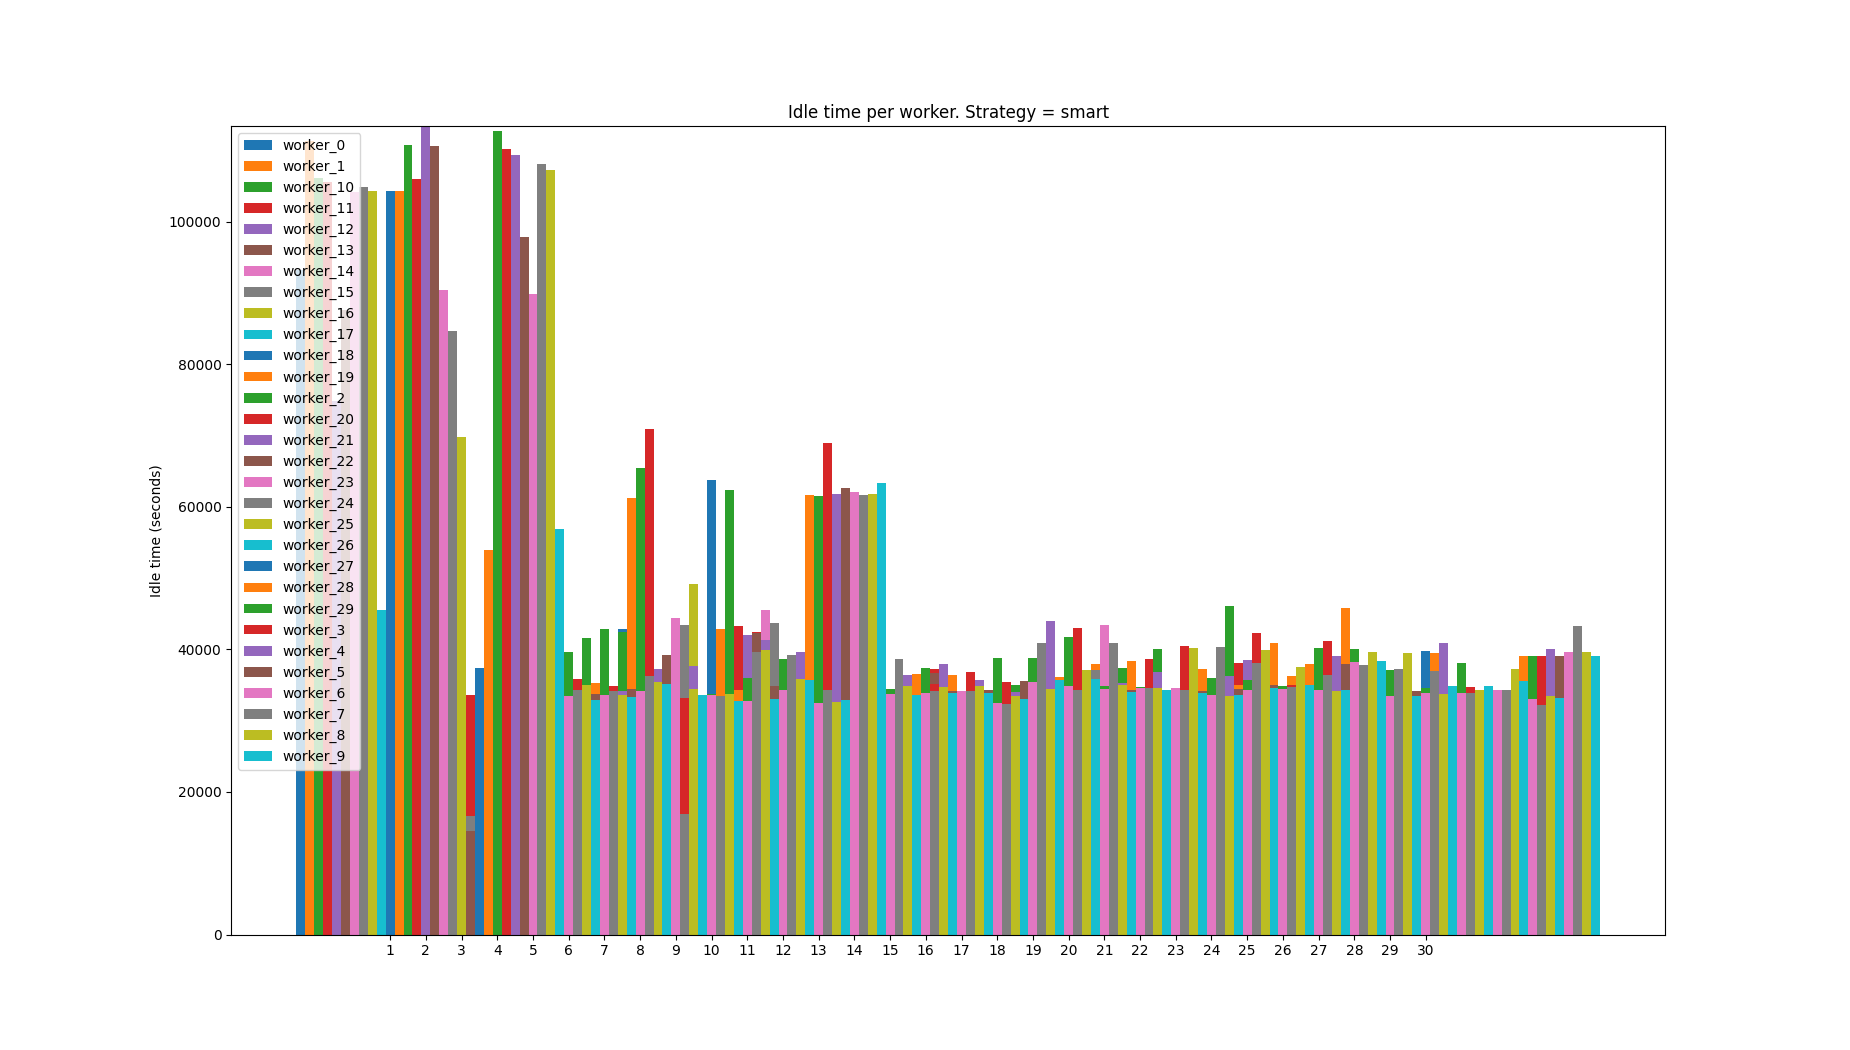 Idle time per worker. Strategy = smart
worker_0
worker_1
worker_10
worker_11
worker_12
worker_13
worker_14
worker_15
worker_16
worker_17
worker_18
worker_19
worker_2
worker_20
worker_21
worker_22
worker_23
worker_24
worker_25
worker_26
worker_27
worker_28
worker_29
worker_3
worker_4
worker_5
worker_6
worker_7
worker_8
worker_9
100000
80000
60000
40000
20000
0
Idle time (seconds)
1 2 3 4 5 6 7 8 9 10 11 12 13 14 15 16 17 18 19 20 21 22 23 24 25 26 27 28 29 30